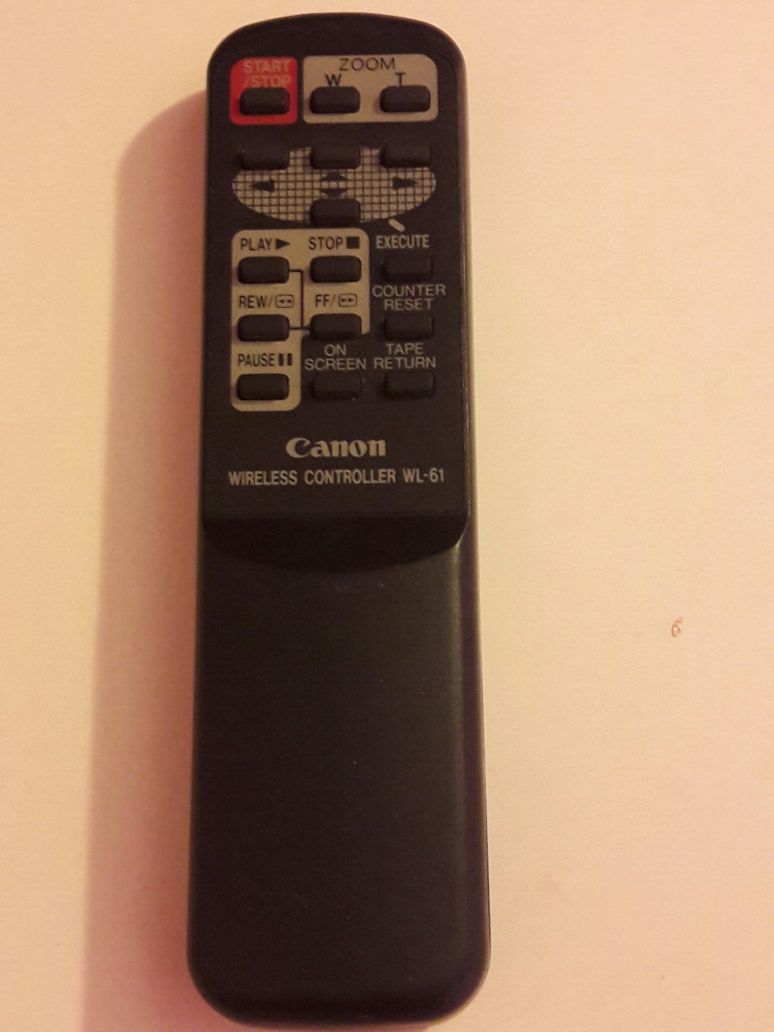 START
/STOP
ZOOM
W T
PLAY STOP EXECUTE
REW/ FF/ COUNTER
RESET
PAUSE ON
SCREEN TAPE
RETURN
Canon
WIRELESS CONTROLLER WL-61